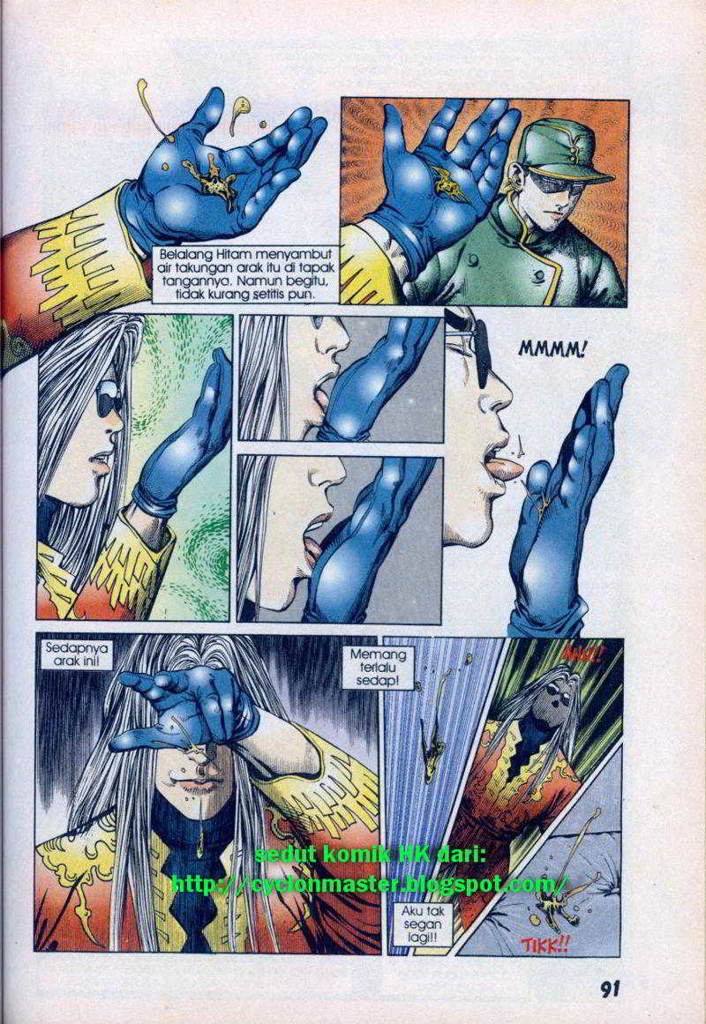 Belalang Hitam menyambut
air takungan arak itu di tapak
tangannya. Namun begitu,
tidak kurang setitis pun.
MMMM!
Sedapnya
arak ini!
Memang
terlalu
sedap!
sedut komik HK dari:
http://cyclonmaster.blogspot.com/
Aku tak
segan
lagi!!
TIKK!!
91